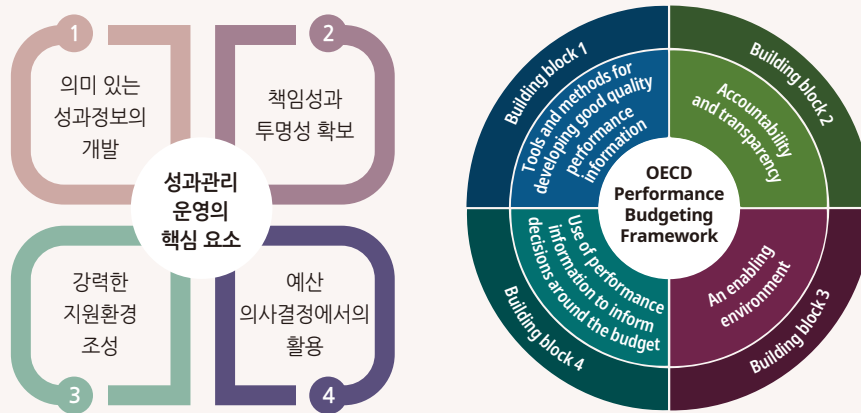 1
의미 있는
성과정보의
개발
2
책임성과
투명성 확보
성과관리
운영의
핵심 요소
강력한
지원환경
조성
3
예산
의사결정에서의
활용
4
Building block 1
Tools and methods for
developing good quality
performance
information
Building block 2
Accountability
and transparency
OECD
Performance
Budgeting
Framework
Building block 4
Use of performance
information to inform
decisions around the budget
Building block 3
An enabling
environment